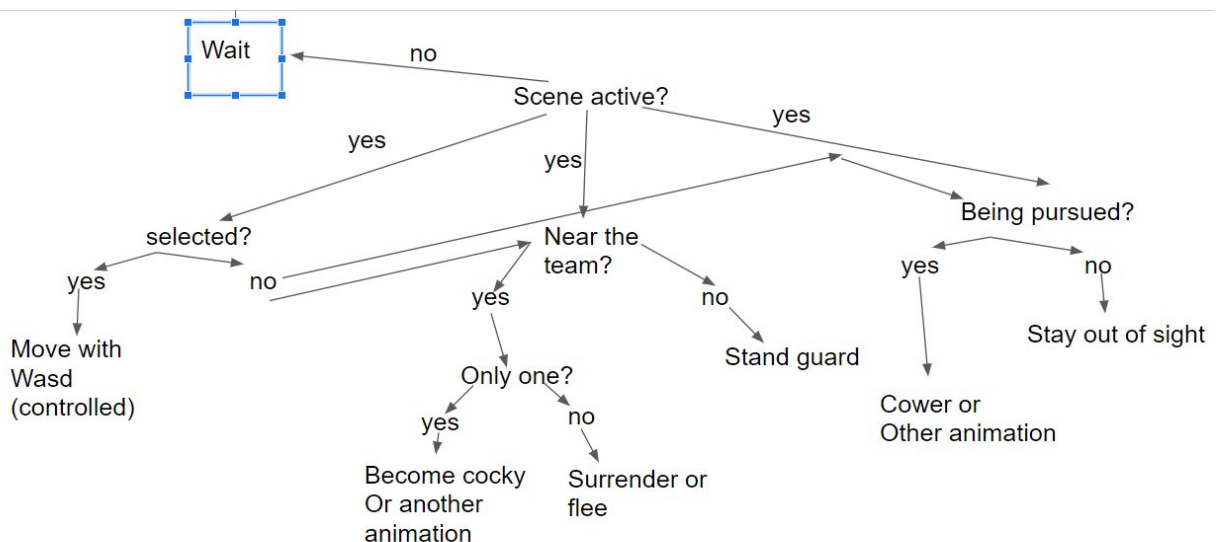 Wait
no
Scene active?
yes
yes
yes
selected?
Near the
team?
Being pursued?
yes
no
yes
no
yes
no
Move with
Wasd
(controlled)
Stand guard
Stay out of sight
Only one?
Cower or
Other animation
yes
no
Become cocky
Or another
animation
Surrender or
flee